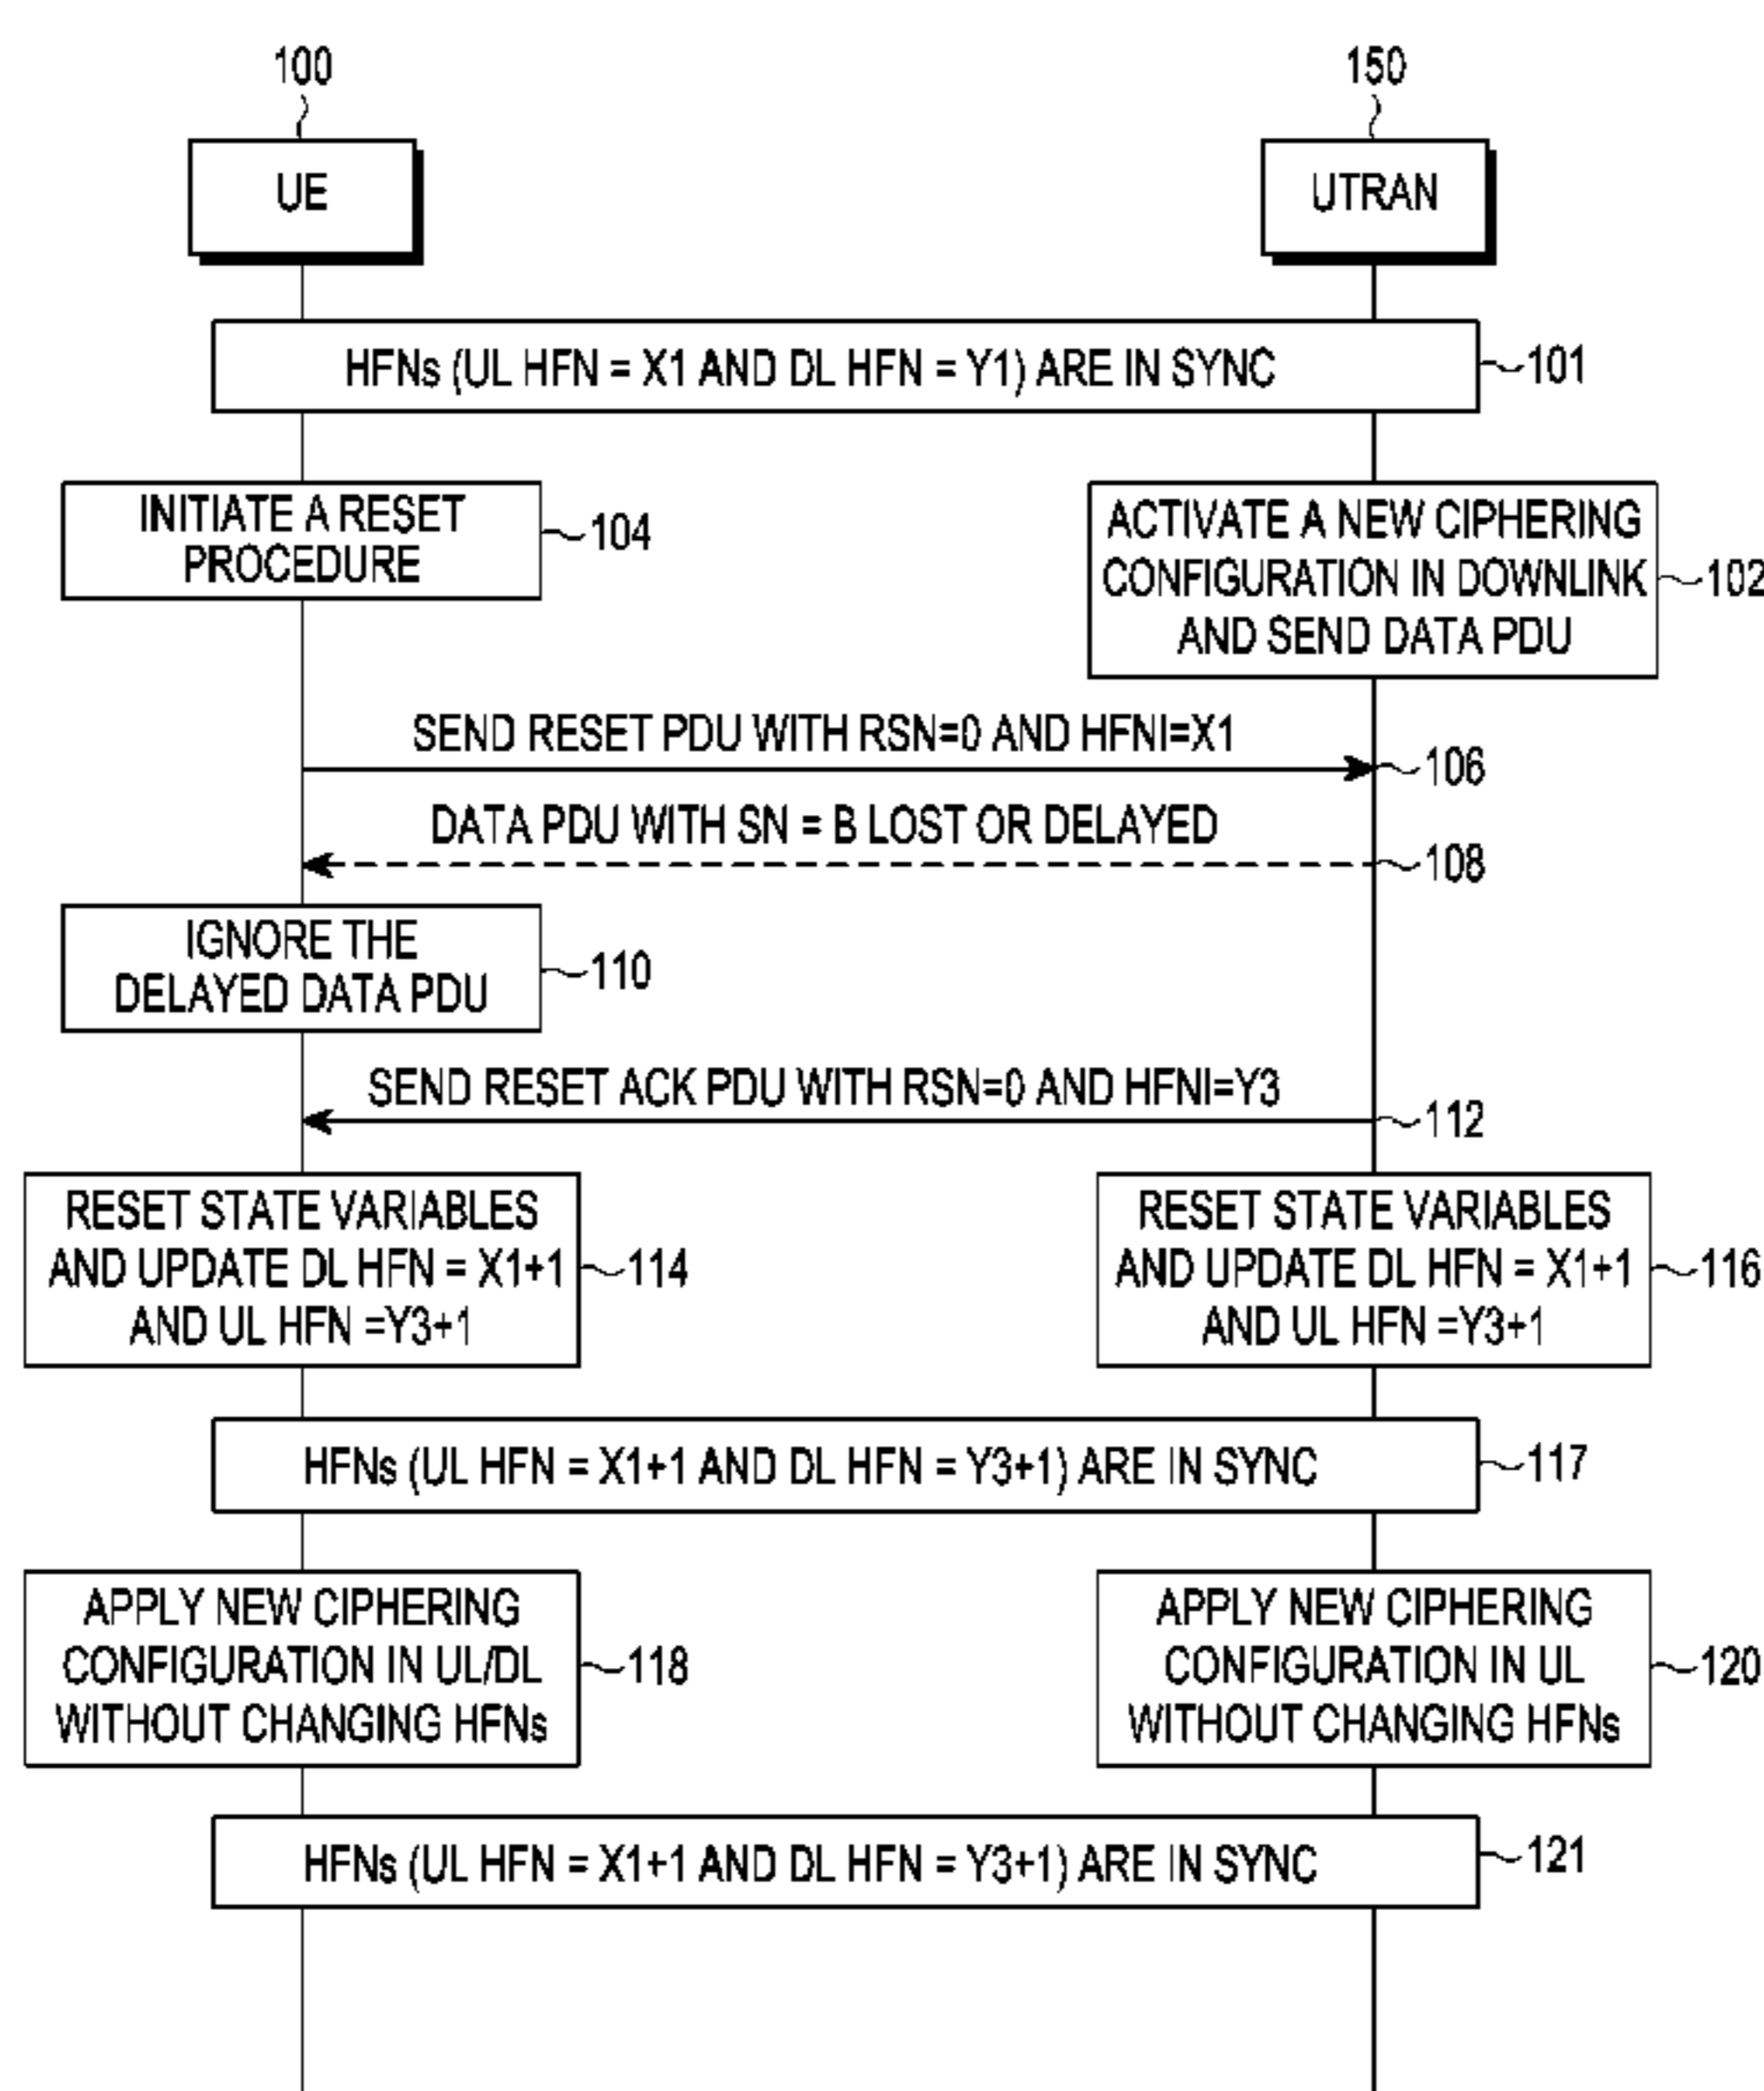 100
150
UE
UTRAN
HFNs (UL HFN = X1 AND DL HFN = Y1) ARE IN SYNC
101
INITIATE A RESET
PROCEDURE
104
ACTIVATE A NEW CIPHERING
CONFIGURATION IN DOWNLINK
AND SEND DATA PDU
102
SEND RESET PDU WITH RSN=0 AND HFNI=X1
106
DATA PDU WITH SN = B LOST OR DELAYED
108
IGNORE THE
DELAYED DATA PDU
110
SEND RESET ACK PDU WITH RSN=0 AND HFNI=Y3
112
RESET STATE VARIABLES
AND UPDATE DL HFN = X1+1
AND UL HFN =Y3+1
114
RESET STATE VARIABLES
AND UPDATE DL HFN = X1+1
AND UL HFN =Y3+1
116
HFNs (UL HFN = X1+1 AND DL HFN = Y3+1) ARE IN SYNC
117
APPLY NEW CIPHERING
CONFIGURATION IN UL/DL
WITHOUT CHANGING HFNs
118
APPLY NEW CIPHERING
CONFIGURATION IN UL
WITHOUT CHANGING HFNs
120
HFNs (UL HFN = X1+1 AND DL HFN = Y3+1) ARE IN SYNC
121